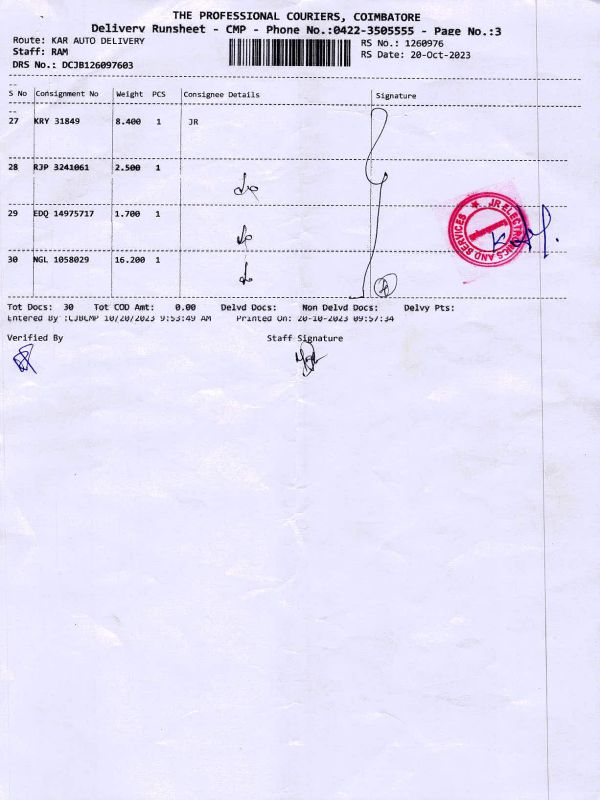 THE PROFESSIONAL COURIERS, COIMBATORE
Delivery Runsheet - CMP - Phone No.:0422-3505555 - Page No.:3
Route: KAR AUTO DELIVERY
RS No.: 1260976
Staff: RAM
RS Date: 20-Oct-2023
DRS No.: DCJB126097603
S No Consignment No Weight PCS Consignee Details Signature
27 KRY 31849 8.400 1 JR
28 RJP 3241061 2.500 1
29 EDQ 14975717 1.700 1
30 NGL 1058029 16.200 1
JR ELECTRONICS AND SERVICES
Tot Docs: 30 Tot COD Amt: 0.00 Delvd Docs: Non Delvd Docs: Delvy Pts:
Entered By :CJBCMP 10/20/2023 9:53:49 AM Printed On: 20-10-2023 09:57:34
Verified By Staff Signature